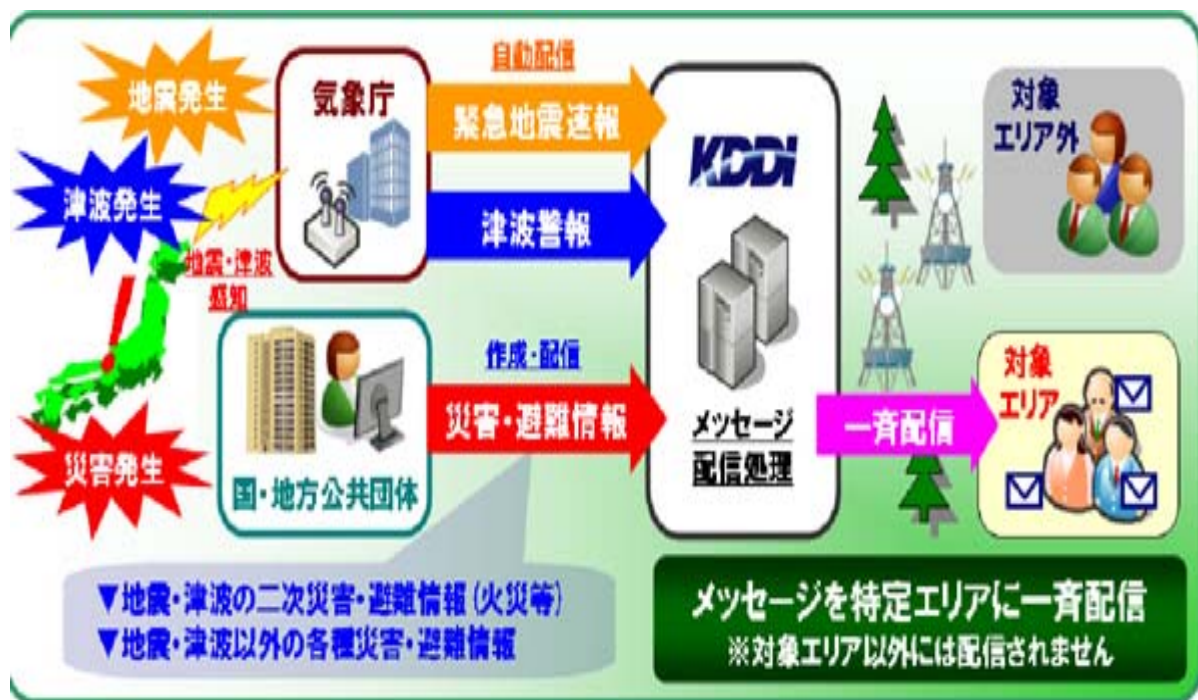 地震発生
津波発生
地震・津波
感知
災害発生
気象庁
国・地方公共団体
自動配信
緊急地震速報
津波警報
作成・配信
災害・避難情報
KDDI
メッセージ
配信処理
一斉配信
対象
エリア外
対象
エリア
▼地震・津波の二次災害・避難情報(火災等)
▼地震・津波以外の各種災害・避難情報
メッセージを特定エリアに一斉配信
※対象エリア以外には配信されません